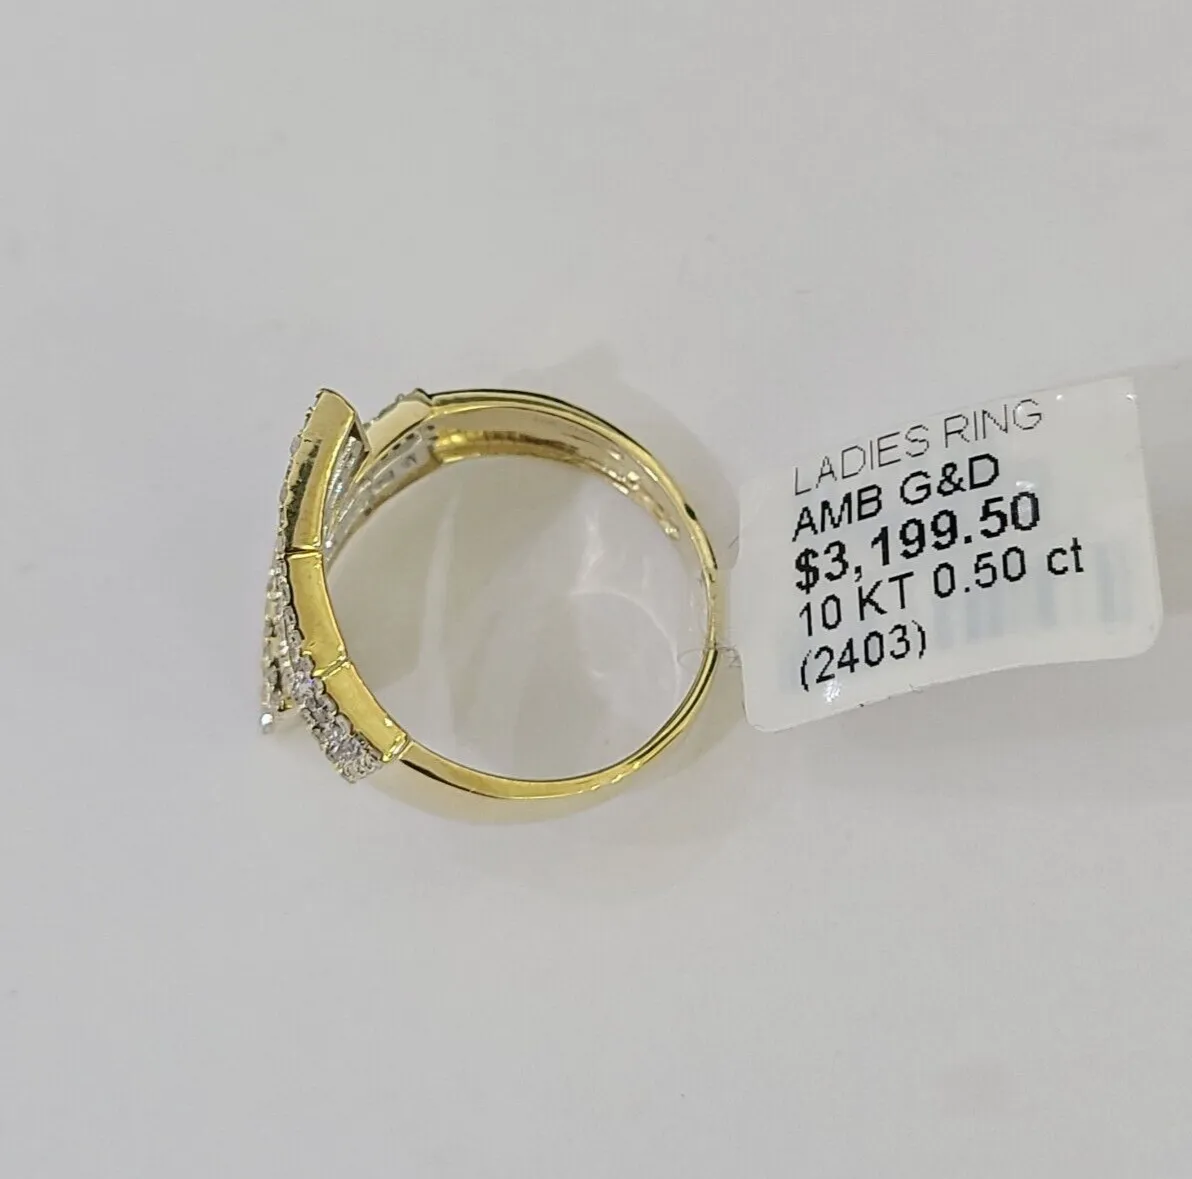 LADIES RING
AMB G&D
$3,199.50
10 KT 0.50 ct
(2403)